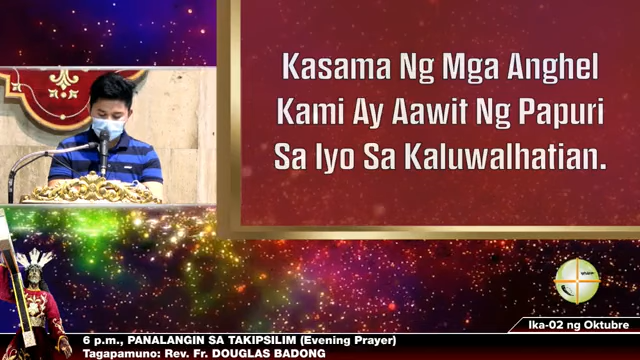 Kasama Ng Mga Anghel
Kami Ay Aawit Ng Papuri
Sa Iyo Sa Kaluwalhatian.
Ika-02 ng Oktubre
6 p.m., PANALANGIN SA TAKIPSILIM (Evening Prayer)
Tagapamuno: Rev. Fr. DOUGLAS BADONG